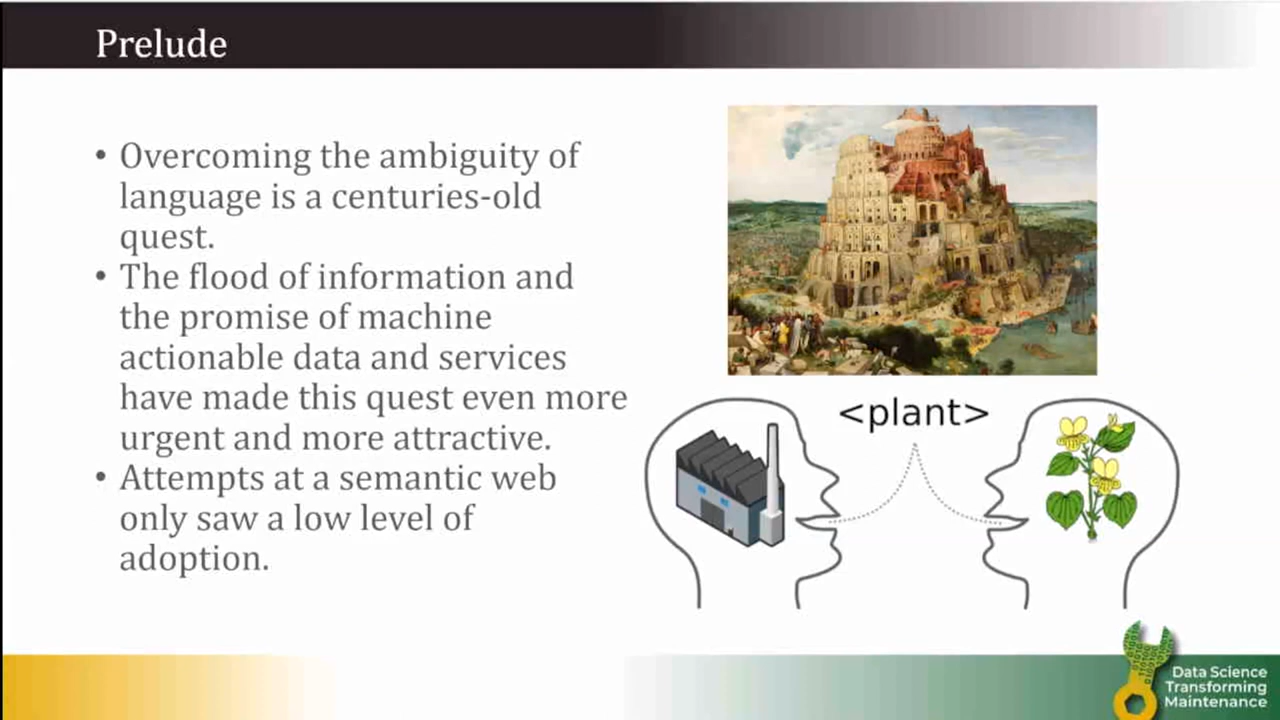 Prelude
• Overcoming the ambiguity of
language is a centuries-old
quest.
• The flood of information and
the promise of machine
actionable data and services
have made this quest even more
urgent and more attractive.
• Attempts at a semantic web
only saw a low level of
adoption.
<plant>
Data Science
Transforming
Maintenance